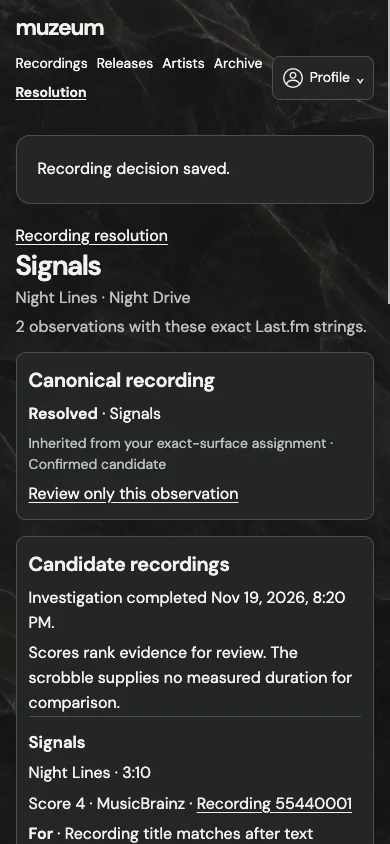 muzeum
Recordings Releases Artists Archive
Resolution
Profile
Recording decision saved.
Recording resolution
Signals
Night Lines · Night Drive
2 observations with these exact Last.fm strings.
Canonical recording
Resolved · Signals
Inherited from your exact-surface assignment ·
Confirmed candidate
Review only this observation
Candidate recordings
Investigation completed Nov 19, 2026, 8:20
PM.
Scores rank evidence for review. The
scrobble supplies no measured duration for
comparison.
Signals
Night Lines · 3:10
Score 4 · MusicBrainz · Recording 55440001
For · Recording title matches after text